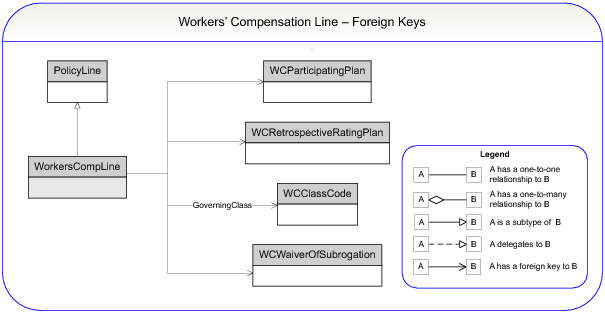 Workers' Compensation Line – Foreign Keys
PolicyLine
WCParticipatingPlan
WCRetrospectiveRatingPlan
WorkersCompLine
GoverningClass
WCClassCode
WCWaiverOfSubrogation
Legend
A B A has a one-to-one
relationship to B
A B A has a one-to-many
relationship to B
A B A is a subtype of B
A B A delegates to B
A B A has a foreign key to B